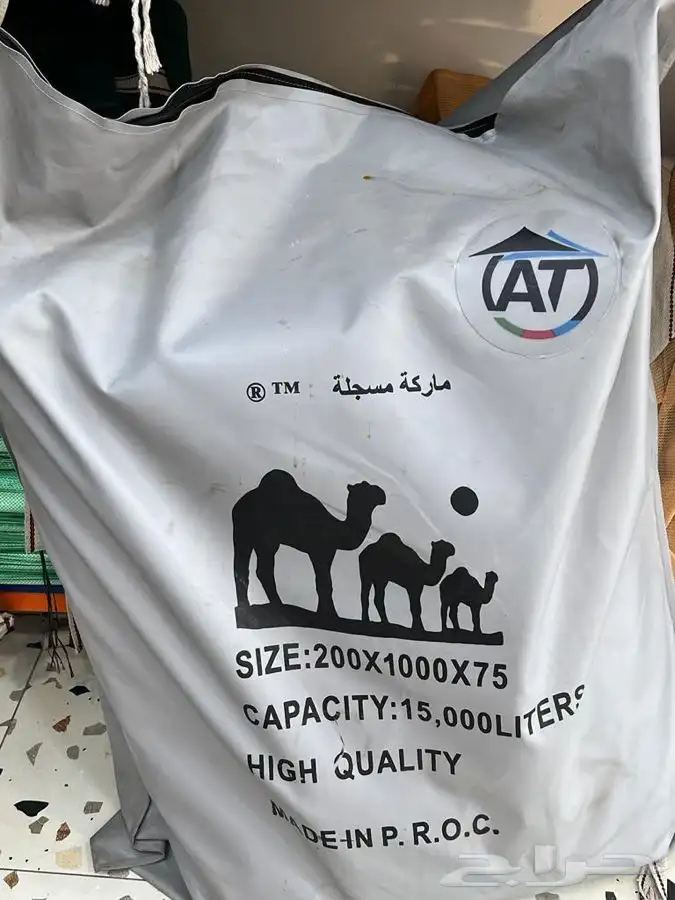 AT
ماركة مسجلة : TM ®
SIZE:200X1000X75
CAPACITY:15,000LITERS
HIGH QUALITY
MADE-IN P.R.O.C.
حراج